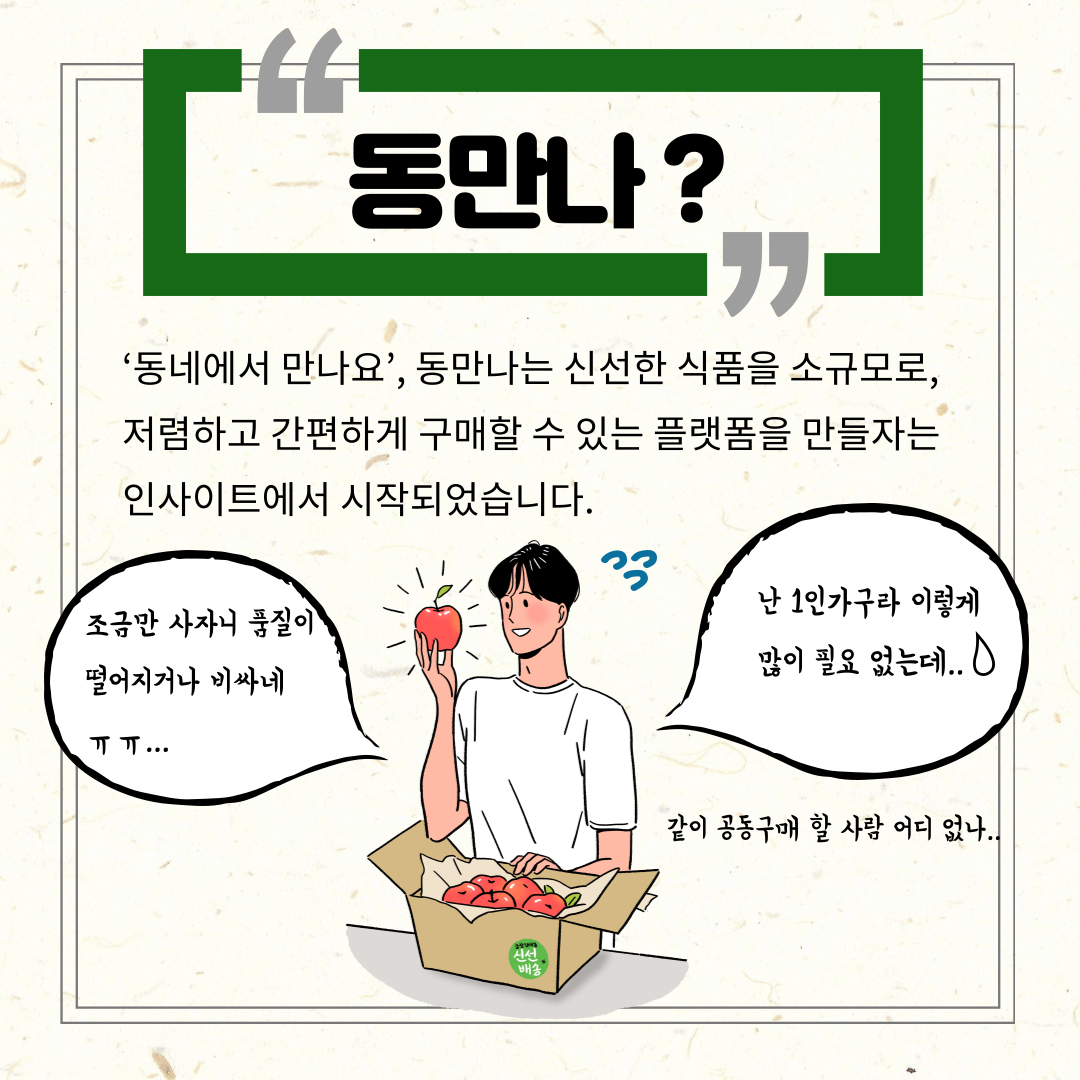 “
동만나 ?
”
‘동네에서 만나요’, 동만나는 신선한 식품을 소규모로,
저렴하고 간편하게 구매할 수 있는 플랫폼을 만들자는
인사이트에서 시작되었습니다.
조금만 사자니 품질이
떨어지거나 비싸네
ㅠㅠ...
난 1인가구라 이렇게
많이 필요 없는데..
같이 공동구매 할 사람 어디 없나..
신선
배송